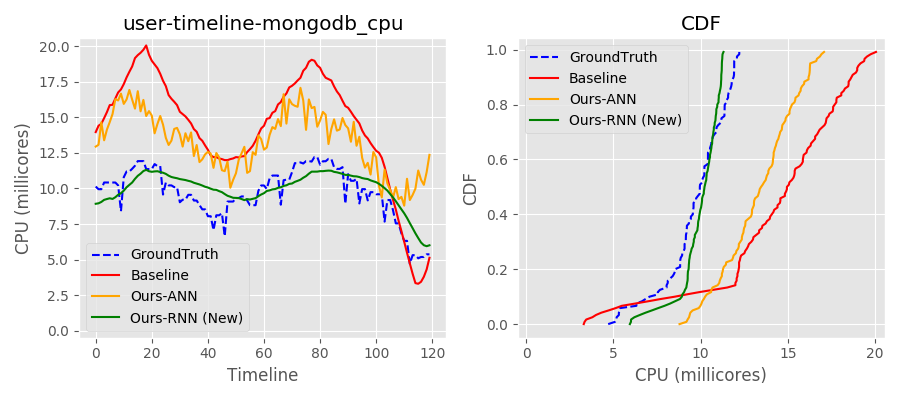 user-timeline-mongodb_cpu
CPU (millicores)
20.0
17.5
15.0
12.5
10.0
7.5
5.0
2.5
0.0
GroundTruth
Baseline
Ours-ANN
Ours-RNN (New)
0 20 40 60 80 100 120
Timeline
CDF
CDF
1.0
0.8
0.6
0.4
0.2
0.0
GroundTruth
Baseline
Ours-ANN
Ours-RNN (New)
0 5 10 15 20
CPU (millicores)